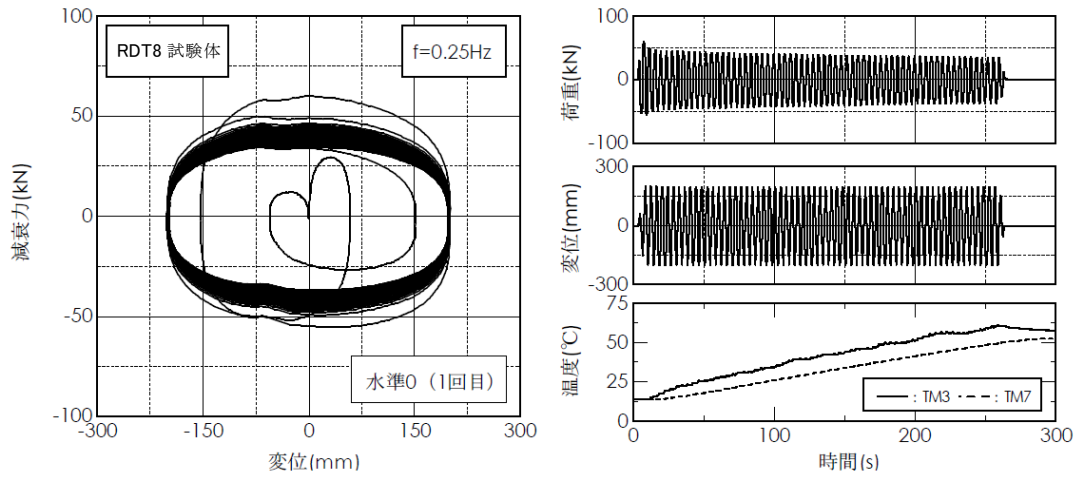 100
50
0
-50
-100
減衰力(kN)
RDT8 試験体
f=0.25Hz
水準0（1回目）
-300
-150
0
150
300
変位(mm)
100
0
-100
荷重(kN)
300
0
-300
変位(mm)
75
50
25
0
温度(℃)
: TM3
: TM7
0
100
200
300
時間(s)